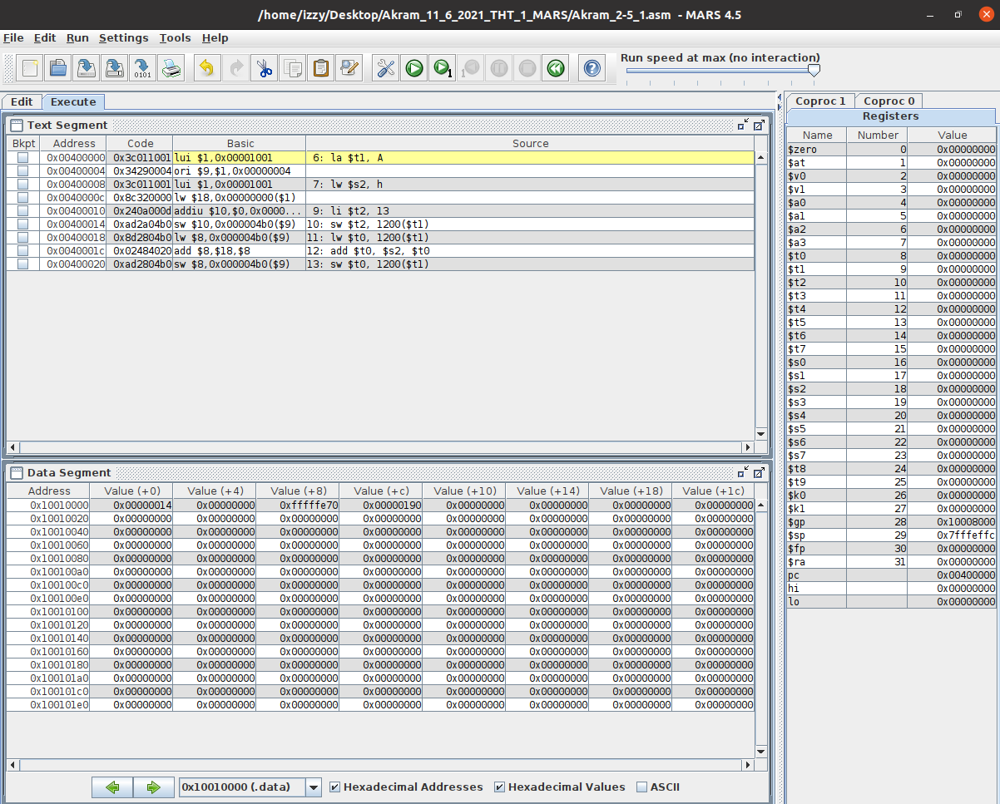 /home/izzy/Desktop/Akram_11_6_2021_THT_1_MARS/Akram_2-5_1.asm - MARS 4.5
File Edit Run Settings Tools Help
Run speed at max (no interaction)
0101
1
1
Edit Execute
Text Segment
Bkpt Address Code Basic Source
0x00400000 0x3c011001 lui $1,0x00001001 6: la $t1, A
0x00400004 0x34290004 ori $9,$1,0x00000004
0x00400008 0x3c011001 lui $1,0x00001001 7: lw $s2, h
0x0040000c 0x8c320000 lw $18,0x00000000($1)
0x00400010 0x240a000d addiu $10,$0,0x0000... 9: li $t2, 13
0x00400014 0xad2a04b0 sw $10,0x000004b0($9) 10: sw $t2, 1200($t1)
0x00400018 0x8d2804b0 lw $8,0x000004b0($9) 11: lw $t0, 1200($t1)
0x0040001c 0x02484020 add $8,$18,$8 12: add $t0, $s2, $t0
0x00400020 0xad2804b0 sw $8,0x000004b0($9) 13: sw $t0, 1200($t1)
Data Segment
Address Value (+0) Value (+4) Value (+8) Value (+c) Value (+10) Value (+14) Value (+18) Value (+1c)
0x10010000 0x00000014 0x00000000 0xfffffe70 0x00000190 0x00000000 0x00000000 0x00000000 0x00000000
0x10010020 0x00000000 0x00000000 0x00000000 0x00000000 0x00000000 0x00000000 0x00000000 0x00000000
0x10010040 0x00000000 0x00000000 0x00000000 0x00000000 0x00000000 0x00000000 0x00000000 0x00000000
0x10010060 0x00000000 0x00000000 0x00000000 0x00000000 0x00000000 0x00000000 0x00000000 0x00000000
0x10010080 0x00000000 0x00000000 0x00000000 0x00000000 0x00000000 0x00000000 0x00000000 0x00000000
0x100100a0 0x00000000 0x00000000 0x00000000 0x00000000 0x00000000 0x00000000 0x00000000 0x00000000
0x100100c0 0x00000000 0x00000000 0x00000000 0x00000000 0x00000000 0x00000000 0x00000000 0x00000000
0x100100e0 0x00000000 0x00000000 0x00000000 0x00000000 0x00000000 0x00000000 0x00000000 0x00000000
0x10010100 0x00000000 0x00000000 0x00000000 0x00000000 0x00000000 0x00000000 0x00000000 0x00000000
0x10010120 0x00000000 0x00000000 0x00000000 0x00000000 0x00000000 0x00000000 0x00000000 0x00000000
0x10010140 0x00000000 0x00000000 0x00000000 0x00000000 0x00000000 0x00000000 0x00000000 0x00000000
0x10010160 0x00000000 0x00000000 0x00000000 0x00000000 0x00000000 0x00000000 0x00000000 0x00000000
0x10010180 0x00000000 0x00000000 0x00000000 0x00000000 0x00000000 0x00000000 0x00000000 0x00000000
0x100101a0 0x00000000 0x00000000 0x00000000 0x00000000 0x00000000 0x00000000 0x00000000 0x00000000
0x100101c0 0x00000000 0x00000000 0x00000000 0x00000000 0x00000000 0x00000000 0x00000000 0x00000000
0x100101e0 0x00000000 0x00000000 0x00000000 0x00000000 0x00000000 0x00000000 0x00000000 0x00000000
0x10010000 (.data) Hexadecimal Addresses Hexadecimal Values ASCII
Coproc 1 Coproc 0
Registers
Name Number Value
$zero 0 0x00000000
$at 1 0x00000000
$v0 2 0x00000000
$v1 3 0x00000000
$a0 4 0x00000000
$a1 5 0x00000000
$a2 6 0x00000000
$a3 7 0x00000000
$t0 8 0x00000000
$t1 9 0x00000000
$t2 10 0x00000000
$t3 11 0x00000000
$t4 12 0x00000000
$t5 13 0x00000000
$t6 14 0x00000000
$t7 15 0x00000000
$s0 16 0x00000000
$s1 17 0x00000000
$s2 18 0x00000000
$s3 19 0x00000000
$s4 20 0x00000000
$s5 21 0x00000000
$s6 22 0x00000000
$s7 23 0x00000000
$t8 24 0x00000000
$t9 25 0x00000000
$k0 26 0x00000000
$k1 27 0x00000000
$gp 28 0x10008000
$sp 29 0x7fffeffc
$fp 30 0x00000000
$ra 31 0x00000000
pc 0x00400000
hi 0x00000000
lo 0x00000000